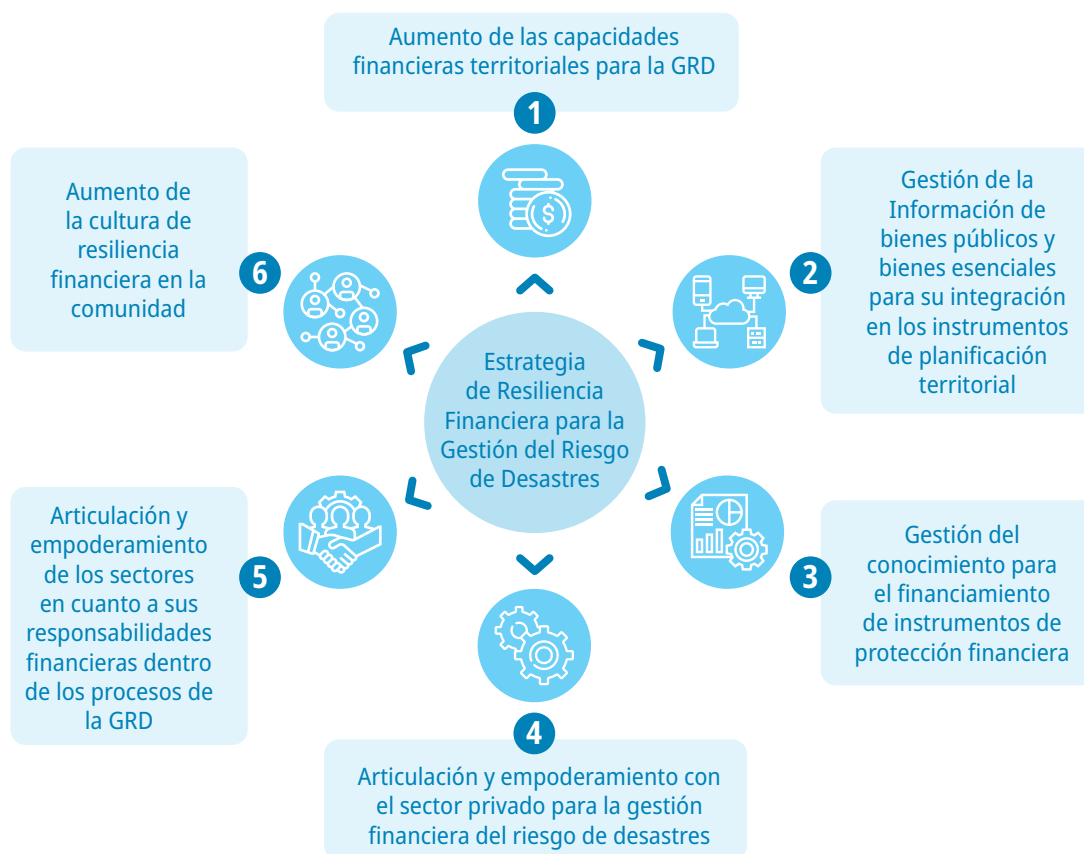 Aumento de las capacidades
financieras territoriales para la GRD
1
Gestión de la
Información de
bienes públicos y
bienes esenciales
para su integración
en los instrumentos
de planificación
territorial
2
Gestión del
conocimiento para
el financiamiento
de instrumentos de
protección financiera
3
4
Articulación y empoderamiento con
el sector privado para la gestión
financiera del riesgo de desastres
Articulación y
empoderamiento
de los sectores
en cuanto a sus
responsabilidades
financieras dentro
de los procesos de
la GRD
5
Aumento de
la cultura de
resiliencia
financiera en la
comunidad
6
Estrategia
de Resiliencia
Financiera para la
Gestión del Riesgo
de Desastres
$